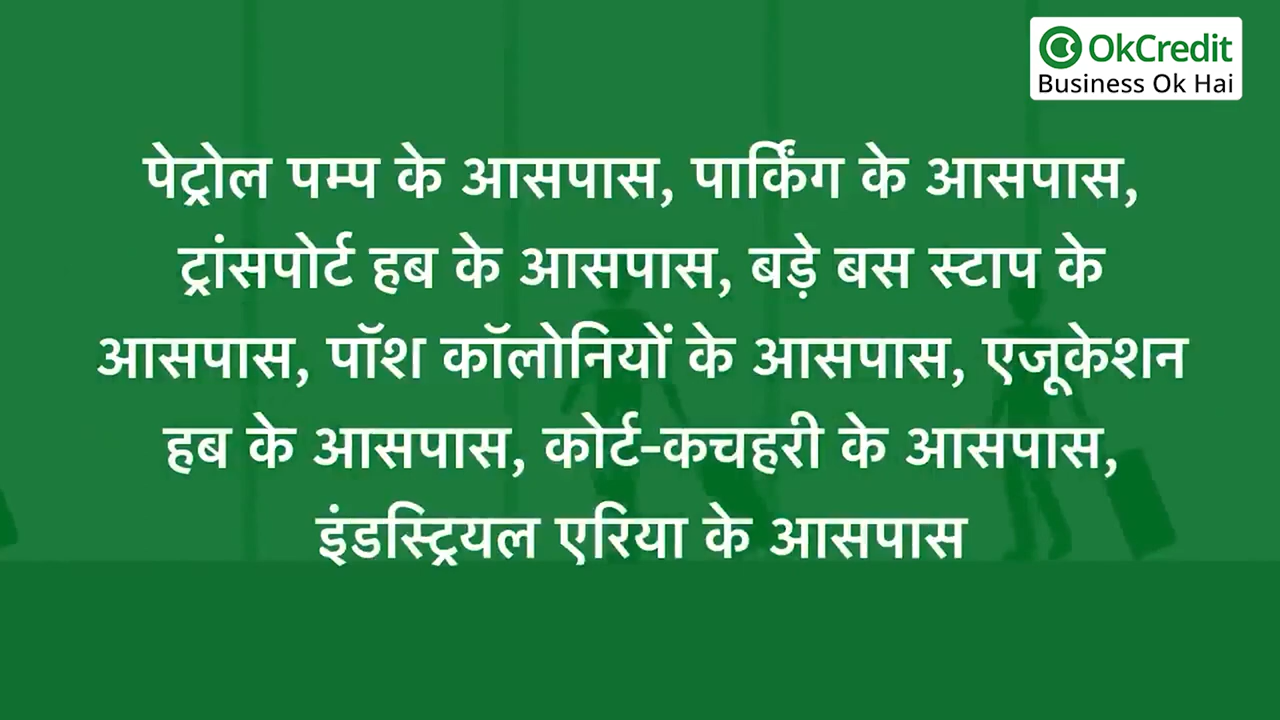 OkCredit
Business Ok Hai
पेट्रोल पम्प के आसपास, पार्किंग के आसपास,
ट्रांसपोर्ट हब के आसपास, बड़े बस स्टाप के
आसपास, पॉश कॉलोनियों के आसपास, एजूकेशन
हब के आसपास, कोर्ट-कचहरी के आसपास,
इंडस्ट्रियल एरिया के आसपास